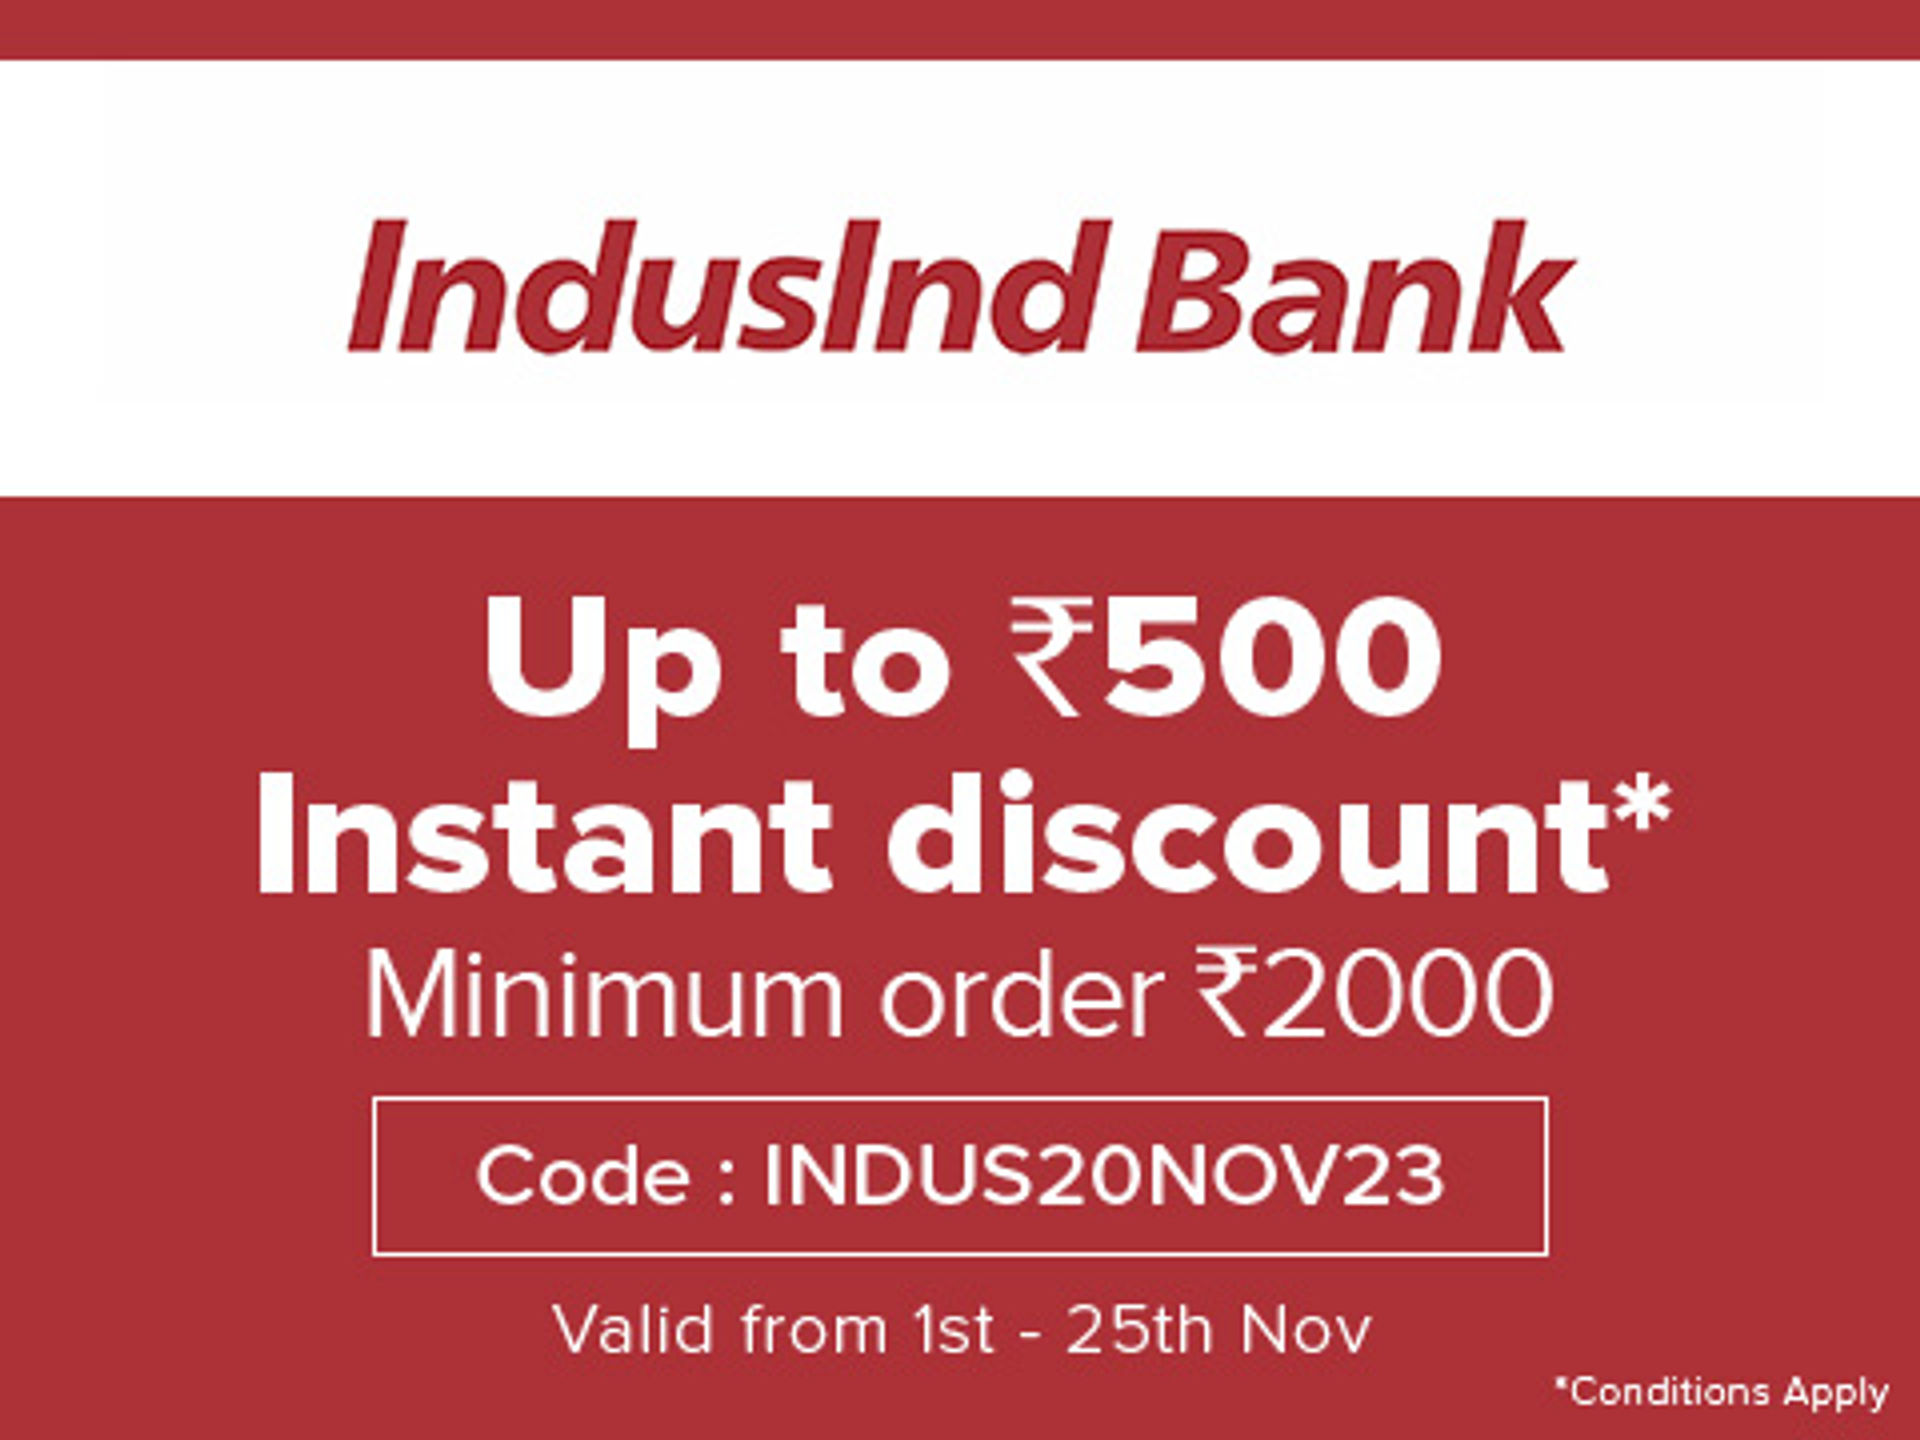 IndusInd Bank
Up to ₹500
Instant discount*
Minimum order ₹2000
Code : INDUS20NOV23
Valid from 1st - 25th Nov
*Conditions Apply